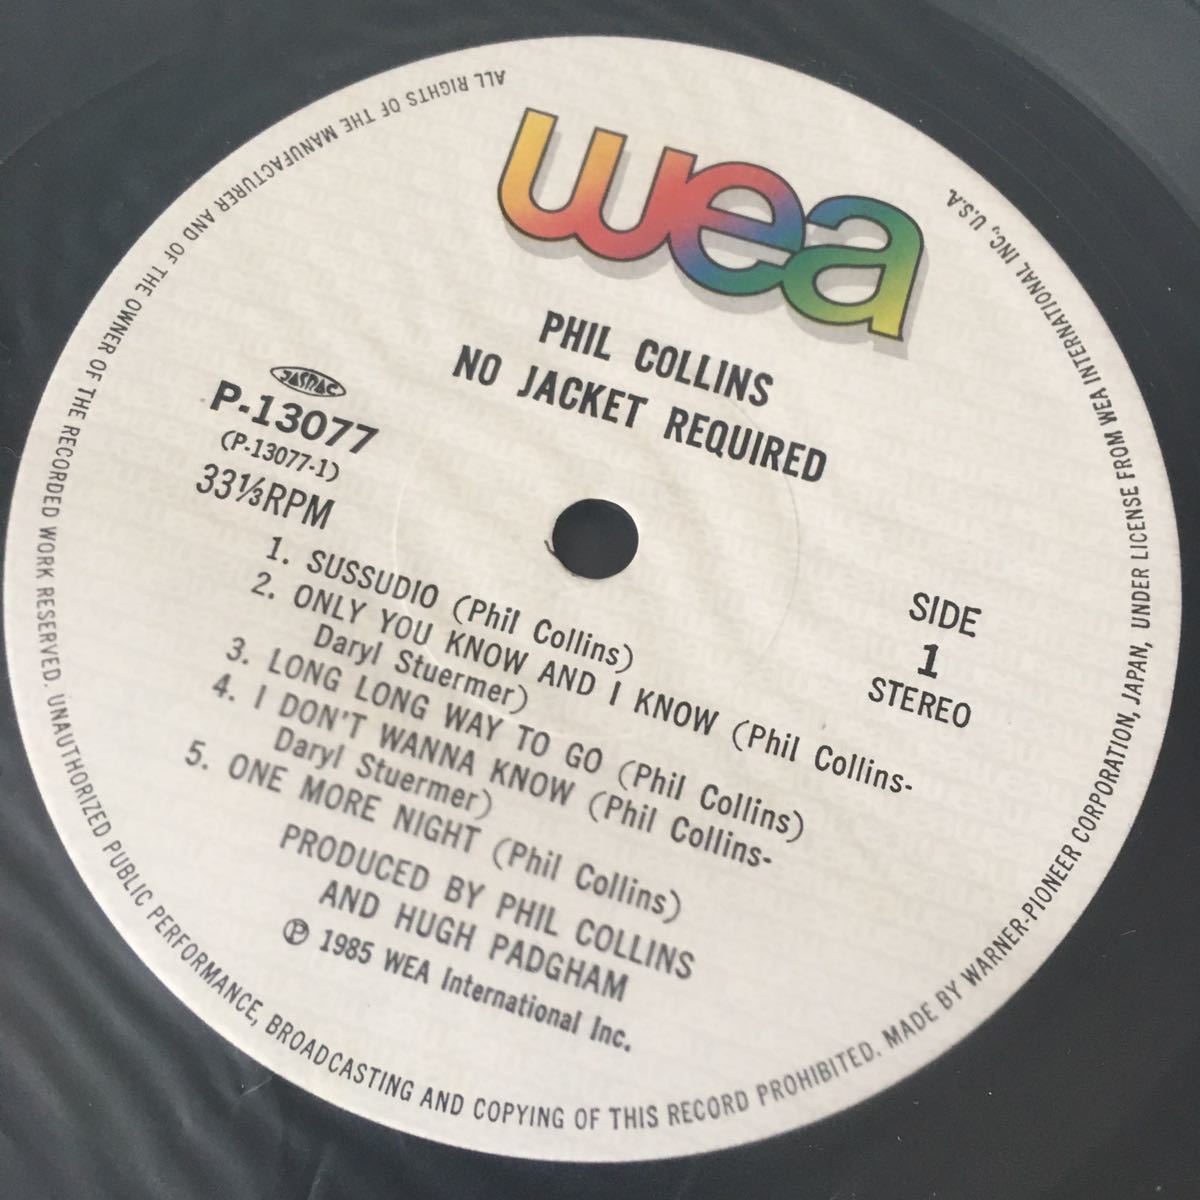 wea
PHIL COLLINS
NO JACKET REQUIRED
JASRAC
P-13077
(P-13077-1)
33⅓RPM
SIDE
1
STEREO
1. SUSSUDIO (Phil Collins)
2. ONLY YOU KNOW AND I KNOW (Phil Collins-
Daryl Stuermer)
3. LONG LONG WAY TO GO (Phil Collins)
4. I DON'T WANNA KNOW (Phil Collins-
Daryl Stuermer)
5. ONE MORE NIGHT (Phil Collins)
PRODUCED BY PHIL COLLINS
AND HUGH PADGHAM
Ⓟ 1985 WEA International Inc.
ALL RIGHTS OF THE MANUFACTURER AND OF THE OWNER OF THE RECORDED WORK RESERVED. UNAUTHORIZED PUBLIC PERFORMANCE, BROADCASTING AND COPYING OF THIS RECORD PROHIBITED. MADE BY WARNER-PIONEER CORPORATION, JAPAN, UNDER LICENSE FROM WEA INTERNATIONAL INC., U.S.A.